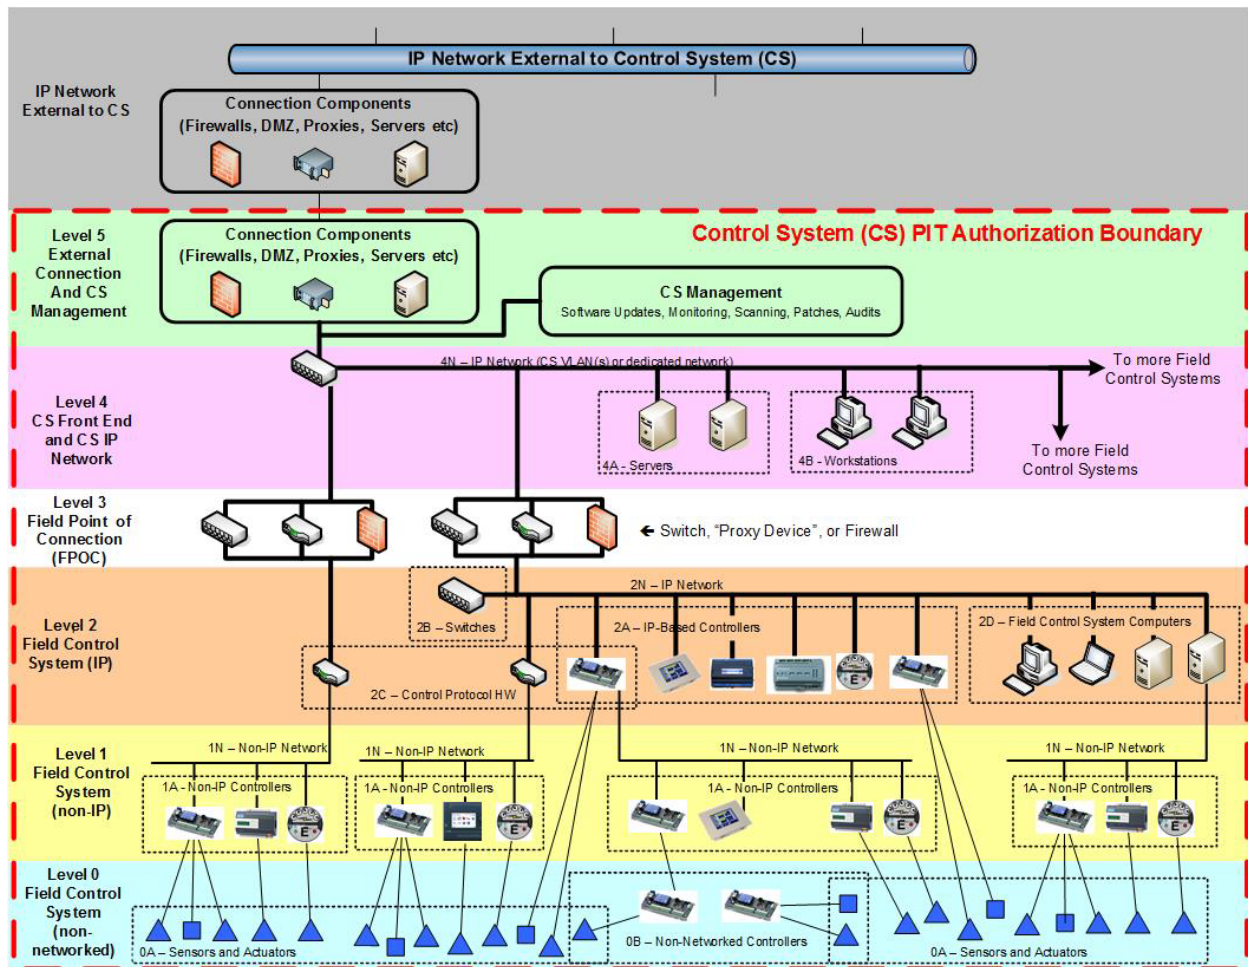 IP Network External to Control System (CS)
IP Network
External to CS
Connection Components
(Firewalls, DMZ, Proxies, Servers etc)
Level 5
External
Connection
And CS
Management
Connection Components
(Firewalls, DMZ, Proxies, Servers etc)
Control System (CS) PIT Authorization Boundary
CS Management
Software Updates, Monitoring, Scanning, Patches, Audits
Level 4
CS Front End
and CS IP
Network
4N – IP Network (CS VLAN(s) or dedicated network)
To more Field
Control Systems
4A - Servers
4B - Workstations
To more Field
Control Systems
Level 3
Field Point of
Connection
(FPOC)
← Switch, “Proxy Device”, or Firewall
Level 2
Field Control
System (IP)
2N – IP Network
2B – Switches
2A – IP-Based Controllers
2D – Field Control System Computers
2C – Control Protocol HW
E
Level 1
Field Control
System
(non-IP)
1N – Non-IP Network
1N – Non-IP Network
1N – Non-IP Network
1N – Non-IP Network
1A - Non-IP Controllers
1A - Non-IP Controllers
1A - Non-IP Controllers
1A - Non-IP Controllers
E
E
E
E
Level 0
Field Control
System
(non-
networked)
0A – Sensors and Actuators
0B – Non-Networked Controllers
0A – Sensors and Actuators